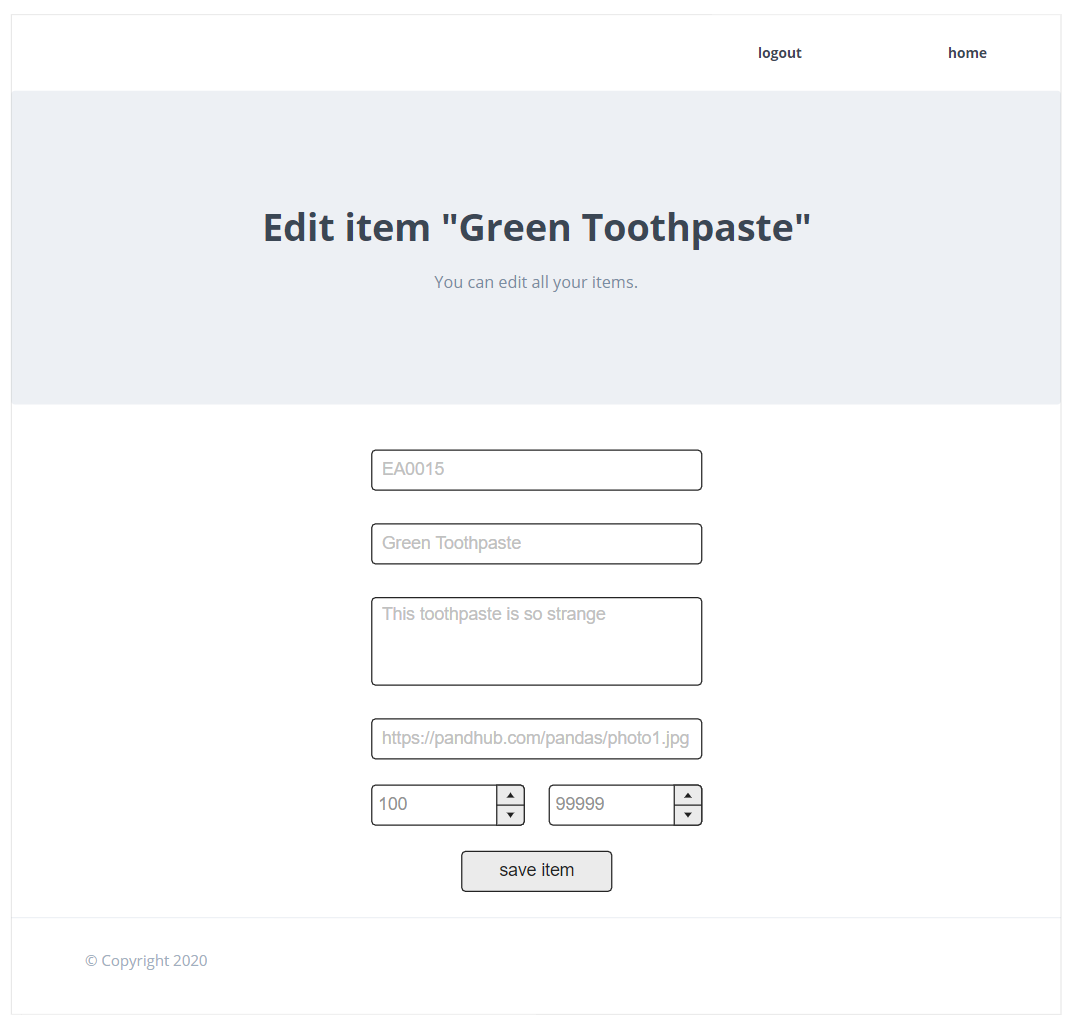 logout home
Edit item "Green Toothpaste"
You can edit all your items.
EA0015
Green Toothpaste
This toothpaste is so strange
https://pandhub.com/pandas/photo1.jpg
100 99999
save item
© Copyright 2020